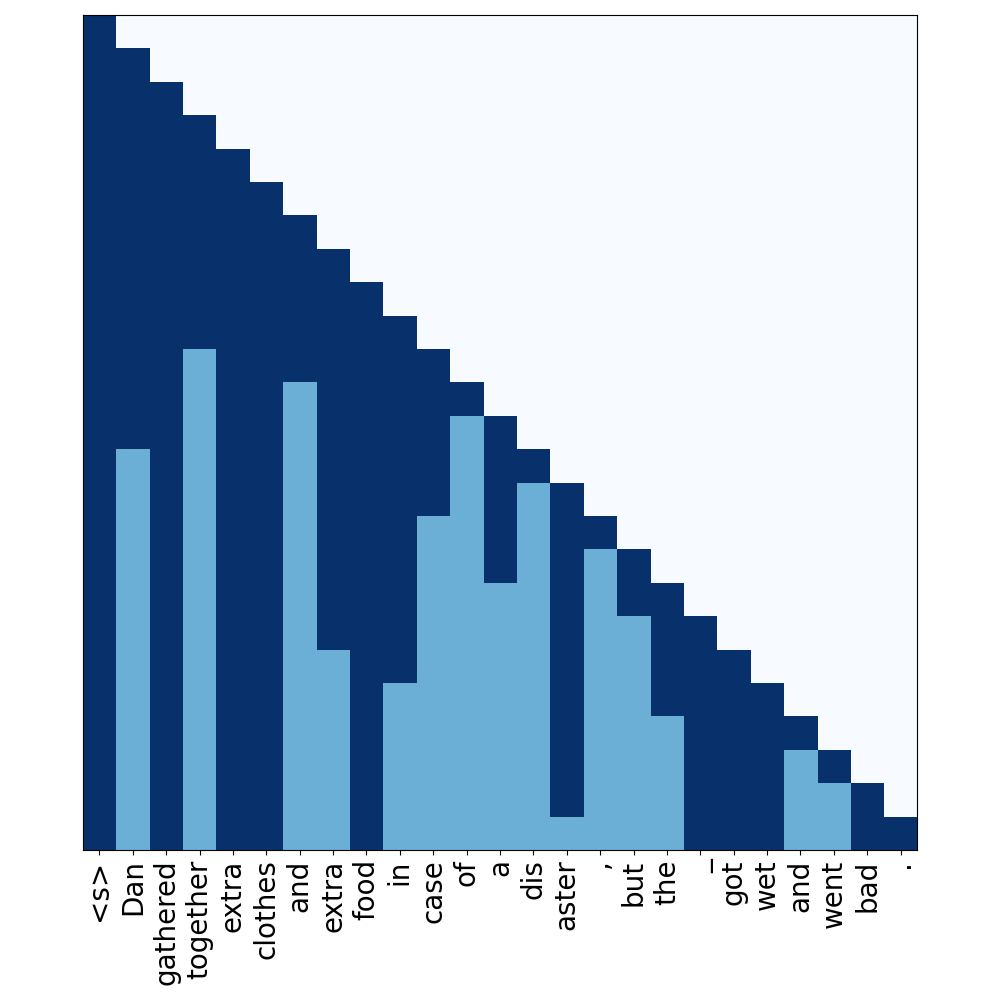 <s> Dan gathered together extra clothes and extra food in case of a dis aster , but the _ got wet and went bad .